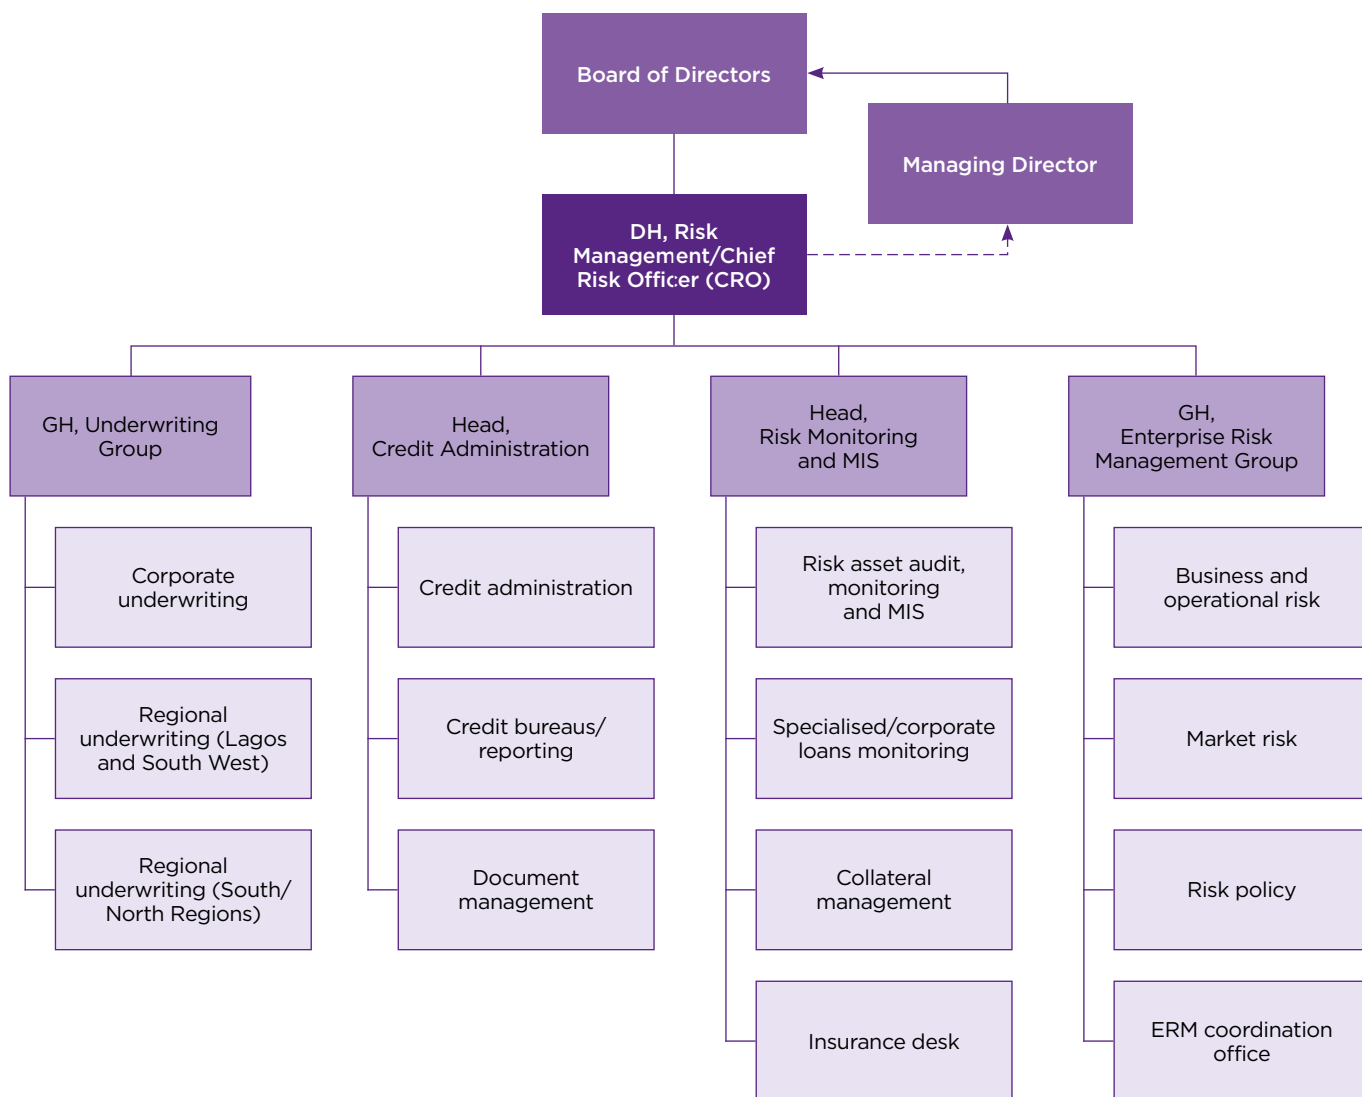 Board of Directors
Managing Director
DH, Risk
Management/Chief
Risk Officer (CRO)
GH, Underwriting
Group
Head,
Credit Administration
Head,
Risk Monitoring
and MIS
GH,
Enterprise Risk
Management Group
Corporate
underwriting
Credit administration
Risk asset audit,
monitoring
and MIS
Business and
operational risk
Regional
underwriting (Lagos
and South West)
Credit bureaus/
reporting
Specialised/corporate
loans monitoring
Market risk
Regional
underwriting (South/
North Regions)
Document
management
Collateral
management
Risk policy
Insurance desk
ERM coordination
office